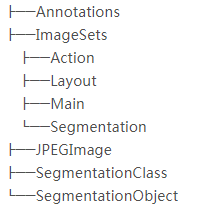 ├──Annotations
├──ImageSets
    ├──Action
    ├──Layout
    ├──Main
    └──Segmentation
├──JPEGImage
├──SegmentationClass
└──SegmentationObject